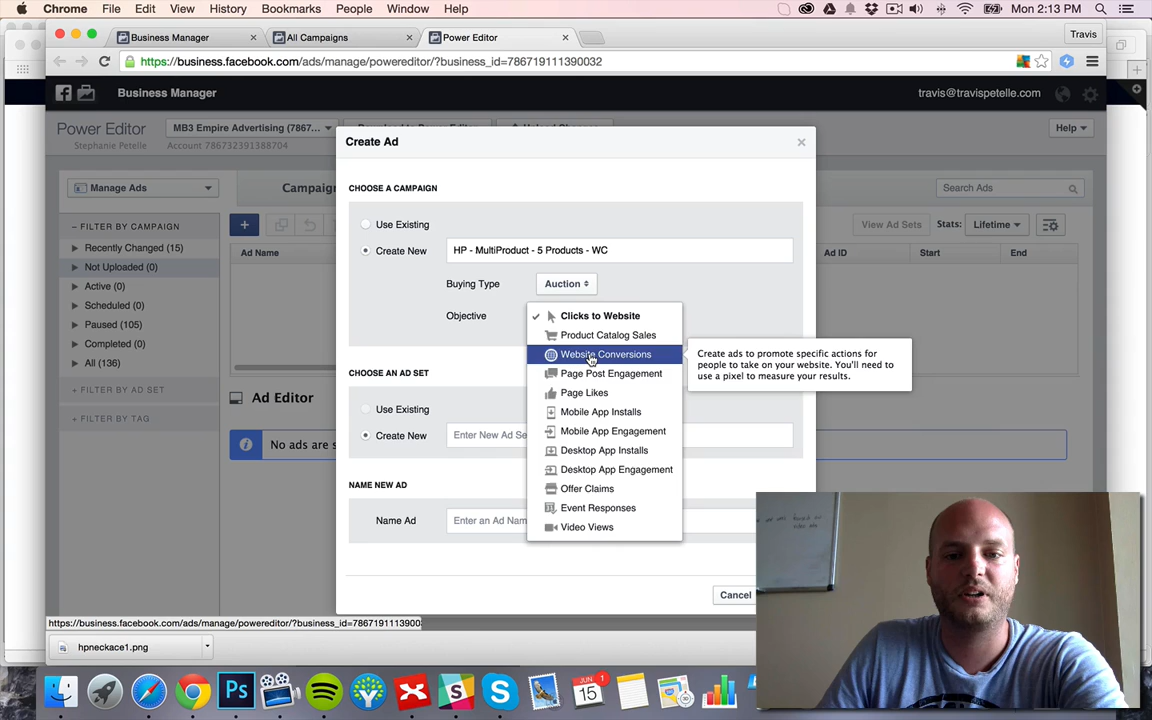 Chrome File Edit View History Bookmarks People Window Help Mon 2:13 PM
Business Manager × All Campaigns × Power Editor × Travis
https://business.facebook.com/ads/manage/powereditor/?business_id=786719111390032
Business Manager travis@travispetelle.com
Power Editor MB3 Empire Advertising (7867... Help
Stephanie Petelle Account 786732391388704
Create Ad ×
Manage Ads
Search Ads
CHOOSE A CAMPAIGN
FILTER BY CAMPAIGN
Recently Changed (15)
Not Uploaded (0)
Active (0)
Scheduled (0)
Paused (105)
Completed (0)
All (136)
FILTER BY AD SET
FILTER BY TAG
+
View Ad Sets Stats: Lifetime
Ad Name
Ad ID Start End
Use Existing
Create New HP - MultiProduct - 5 Products - WC
Buying Type Auction
Objective
Clicks to Website
Product Catalog Sales
Website Conversions
Page Post Engagement
Page Likes
Mobile App Installs
Mobile App Engagement
Desktop App Installs
Desktop App Engagement
Offer Claims
Event Responses
Video Views
Create ads to promote specific actions for
people to take on your website. You'll need to
use a pixel to measure your results.
CHOOSE AN AD SET
Use Existing
Create New Enter New Ad Se
NAME NEW AD
Name Ad Enter an Ad Nam
Cancel
Ad Editor
No ads are s
https://business.facebook.com/ads/manage/powereditor/?business_id=78671911139003
hpneckace1.png
Ps
JUN
15
1
S